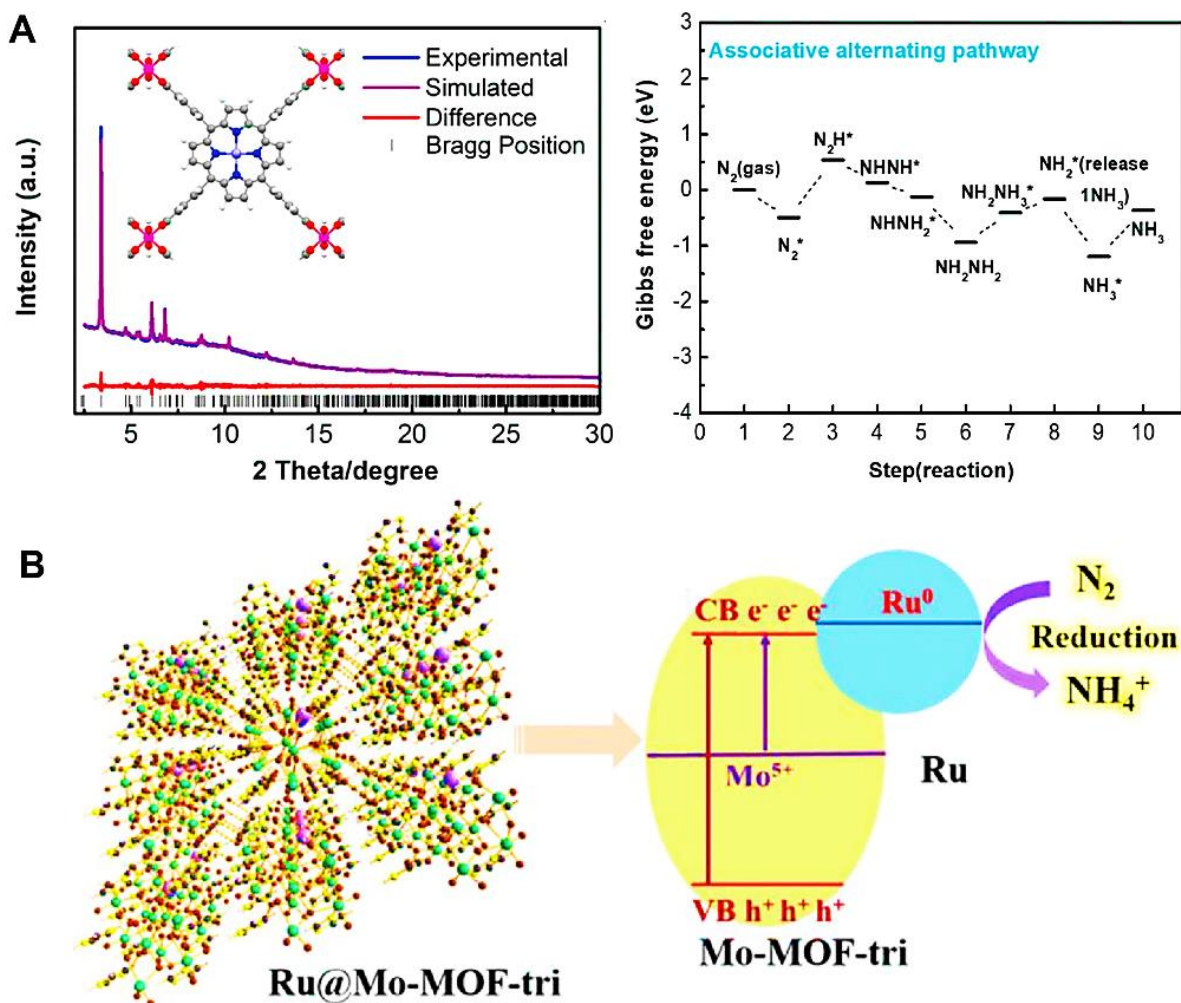 A
Experimental
Simulated
Difference
Bragg Position
Intensity (a.u.)
5 10 15 20 25 30
2 Theta/degree
Associative alternating pathway
Gibbs free energy (eV)
3
2
1
0
-1
-2
-3
-4
N₂(gas)
N₂*
N₂H*
NHNH*
NHNH₂*
NH₂NH₂
NH₂NH₃*
NH₂*(release
1NH₃)
NH₃*
NH₃
0 1 2 3 4 5 6 7 8 9 10
Step(reaction)
B
Ru@Mo-MOF-tri
CB e⁻ e⁻ e⁻
Ru⁰
Mo⁵⁺
VB h⁺ h⁺ h⁺
Mo-MOF-tri
Ru
N₂
Reduction
NH₄⁺